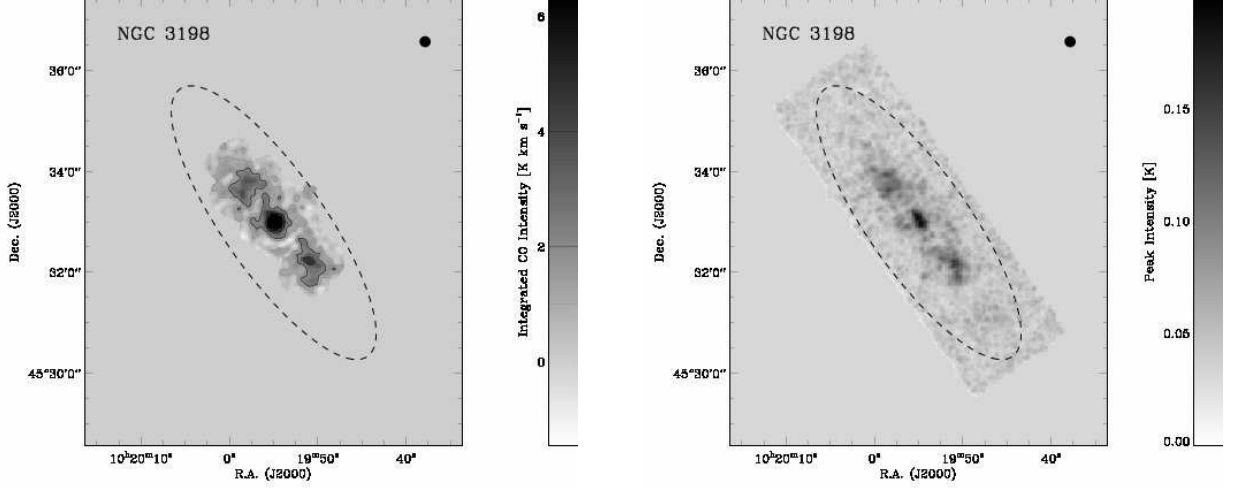 NGC 3198
36'0"
34'0"
32'0"
45°30'0"
Dec. (J2000)
10ʰ20ᵐ10ˢ
0ˢ
19ᵐ50ˢ
40ˢ
R.A. (J2000)
6
4
2
0
Integrated CO Intensity [K km s⁻¹]
NGC 3198
36'0"
34'0"
32'0"
45°30'0"
Dec. (J2000)
10ʰ20ᵐ10ˢ
0ˢ
19ᵐ50ˢ
40ˢ
R.A. (J2000)
0.15
0.10
0.05
0.00
Peak Intensity [K]